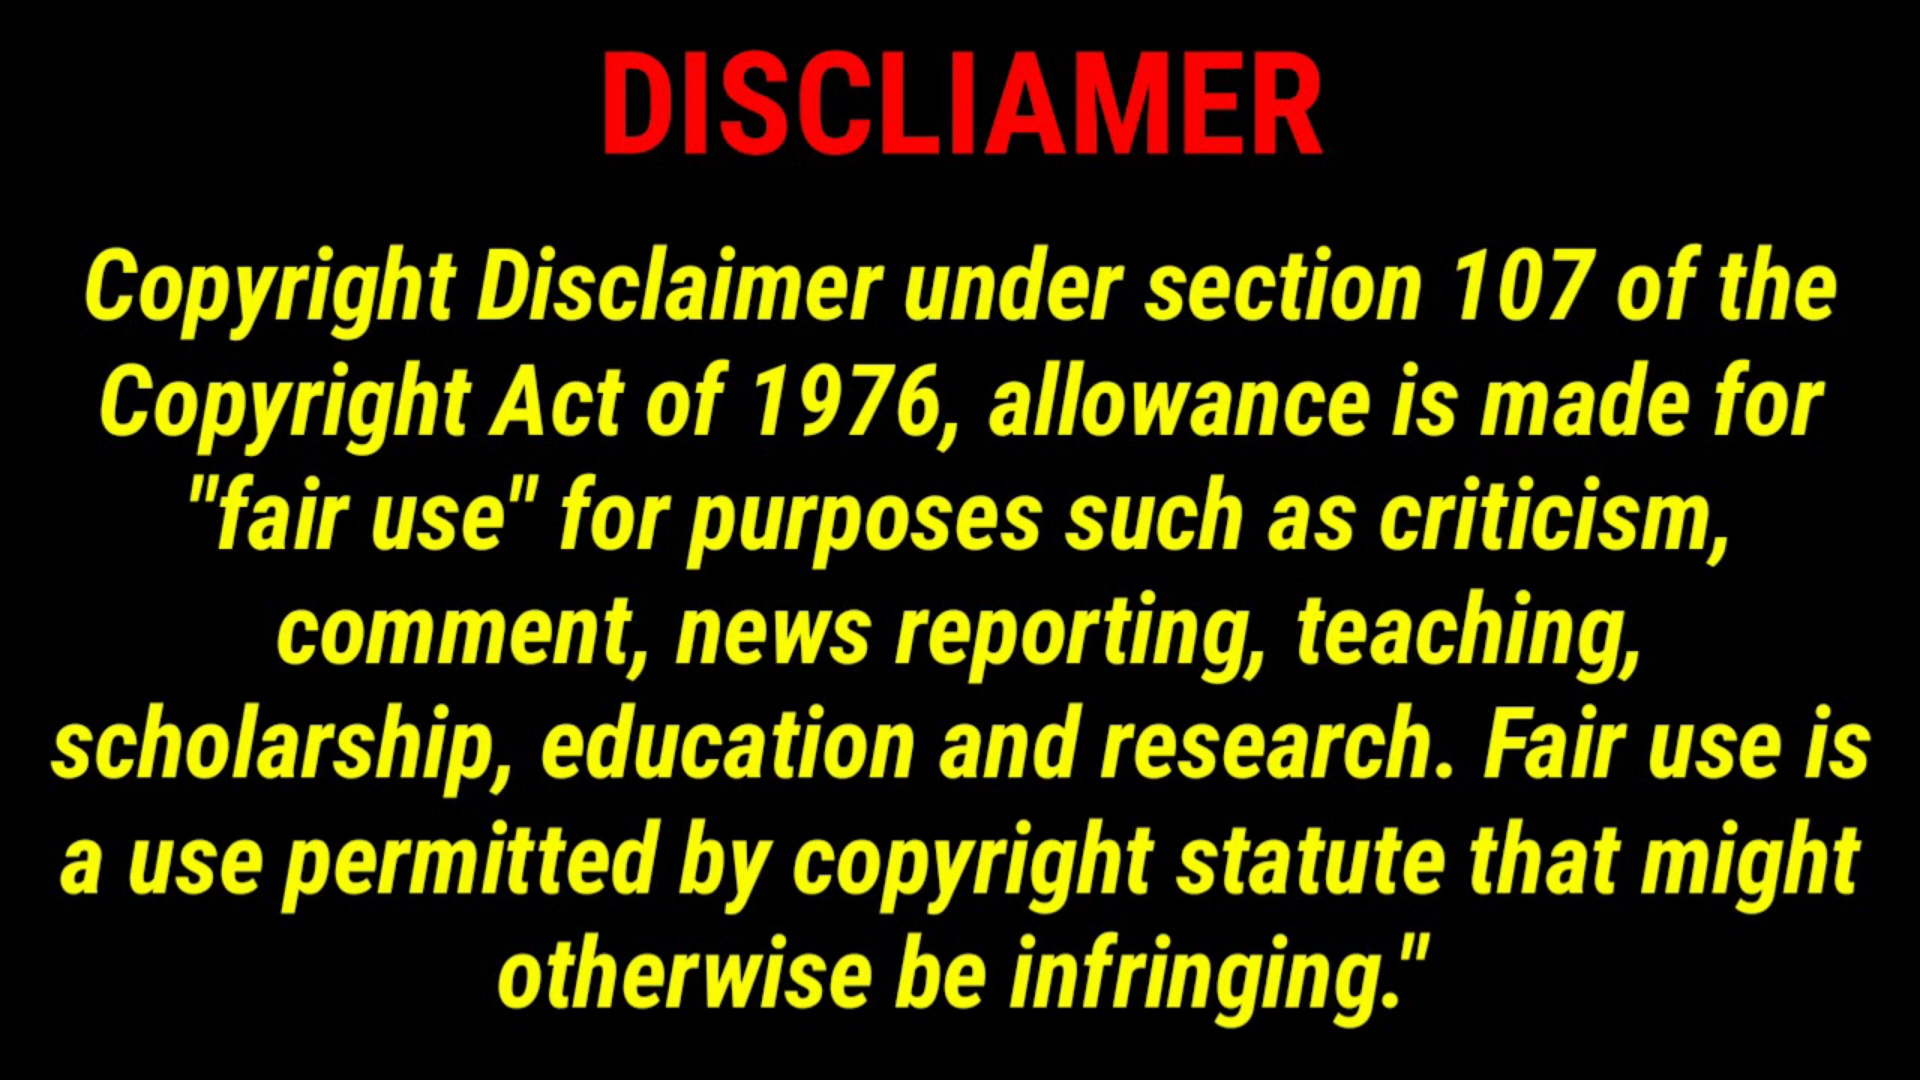 DISCLIAMER
Copyright Disclaimer under section 107 of the
Copyright Act of 1976, allowance is made for
"fair use" for purposes such as criticism,
comment, news reporting, teaching,
scholarship, education and research. Fair use is
a use permitted by copyright statute that might
otherwise be infringing."